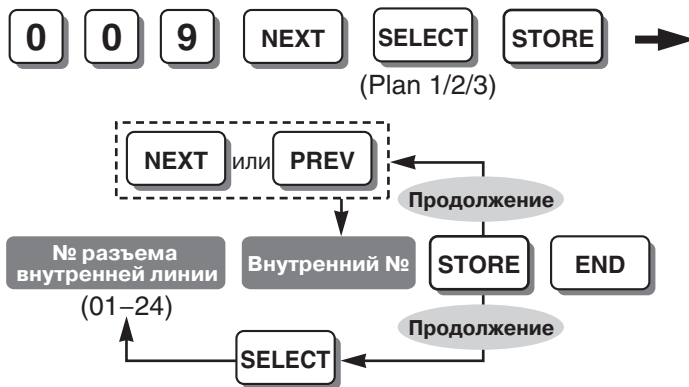 0 0 9 NEXT SELECT STORE
(Plan 1/2/3)
NEXT или PREV
Продолжение
№ разъема
внутренней линии
(01–24)
Внутренний №
STORE
END
Продолжение
SELECT